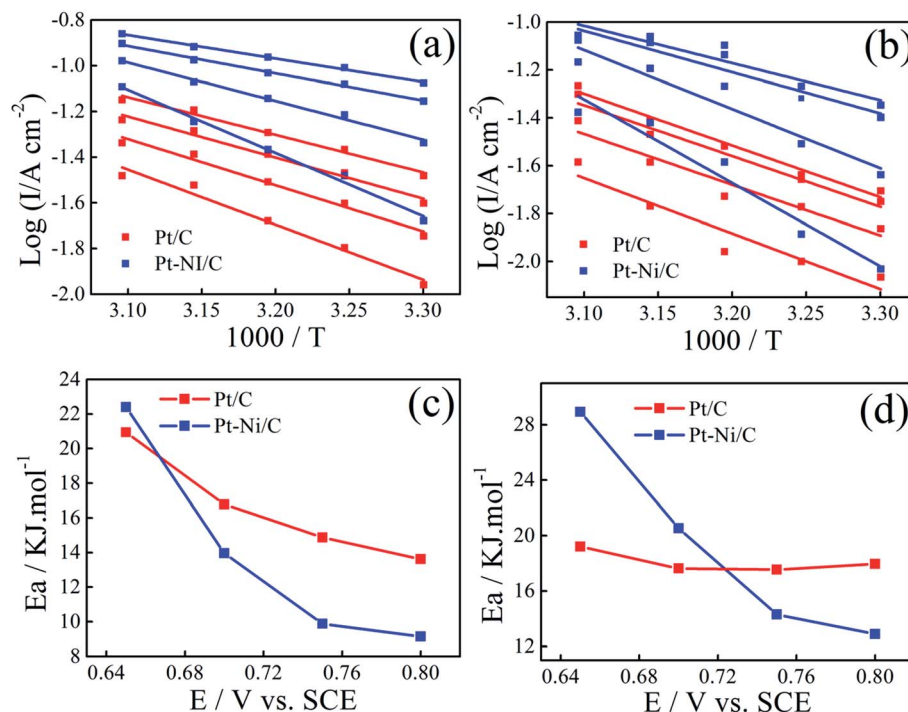 (a)
Log (I/A cm⁻²)
-0.8
-1.0
-1.2
-1.4
-1.6
-1.8
-2.0
Pt/C
Pt-NI/C
3.10 3.15 3.20 3.25 3.30
1000 / T
(b)
Log (I/A cm⁻²)
-1.0
-1.2
-1.4
-1.6
-1.8
-2.0
Pt/C
Pt-Ni/C
3.10 3.15 3.20 3.25 3.30
1000 / T
(c)
Ea / KJ.mol⁻¹
24
22
20
18
16
14
12
10
8
Pt/C
Pt-Ni/C
0.64 0.68 0.72 0.76 0.80
E / V vs. SCE
(d)
Ea / KJ.mol⁻¹
28
24
20
16
12
Pt/C
Pt-Ni/C
0.64 0.68 0.72 0.76 0.80
E / V vs. SCE